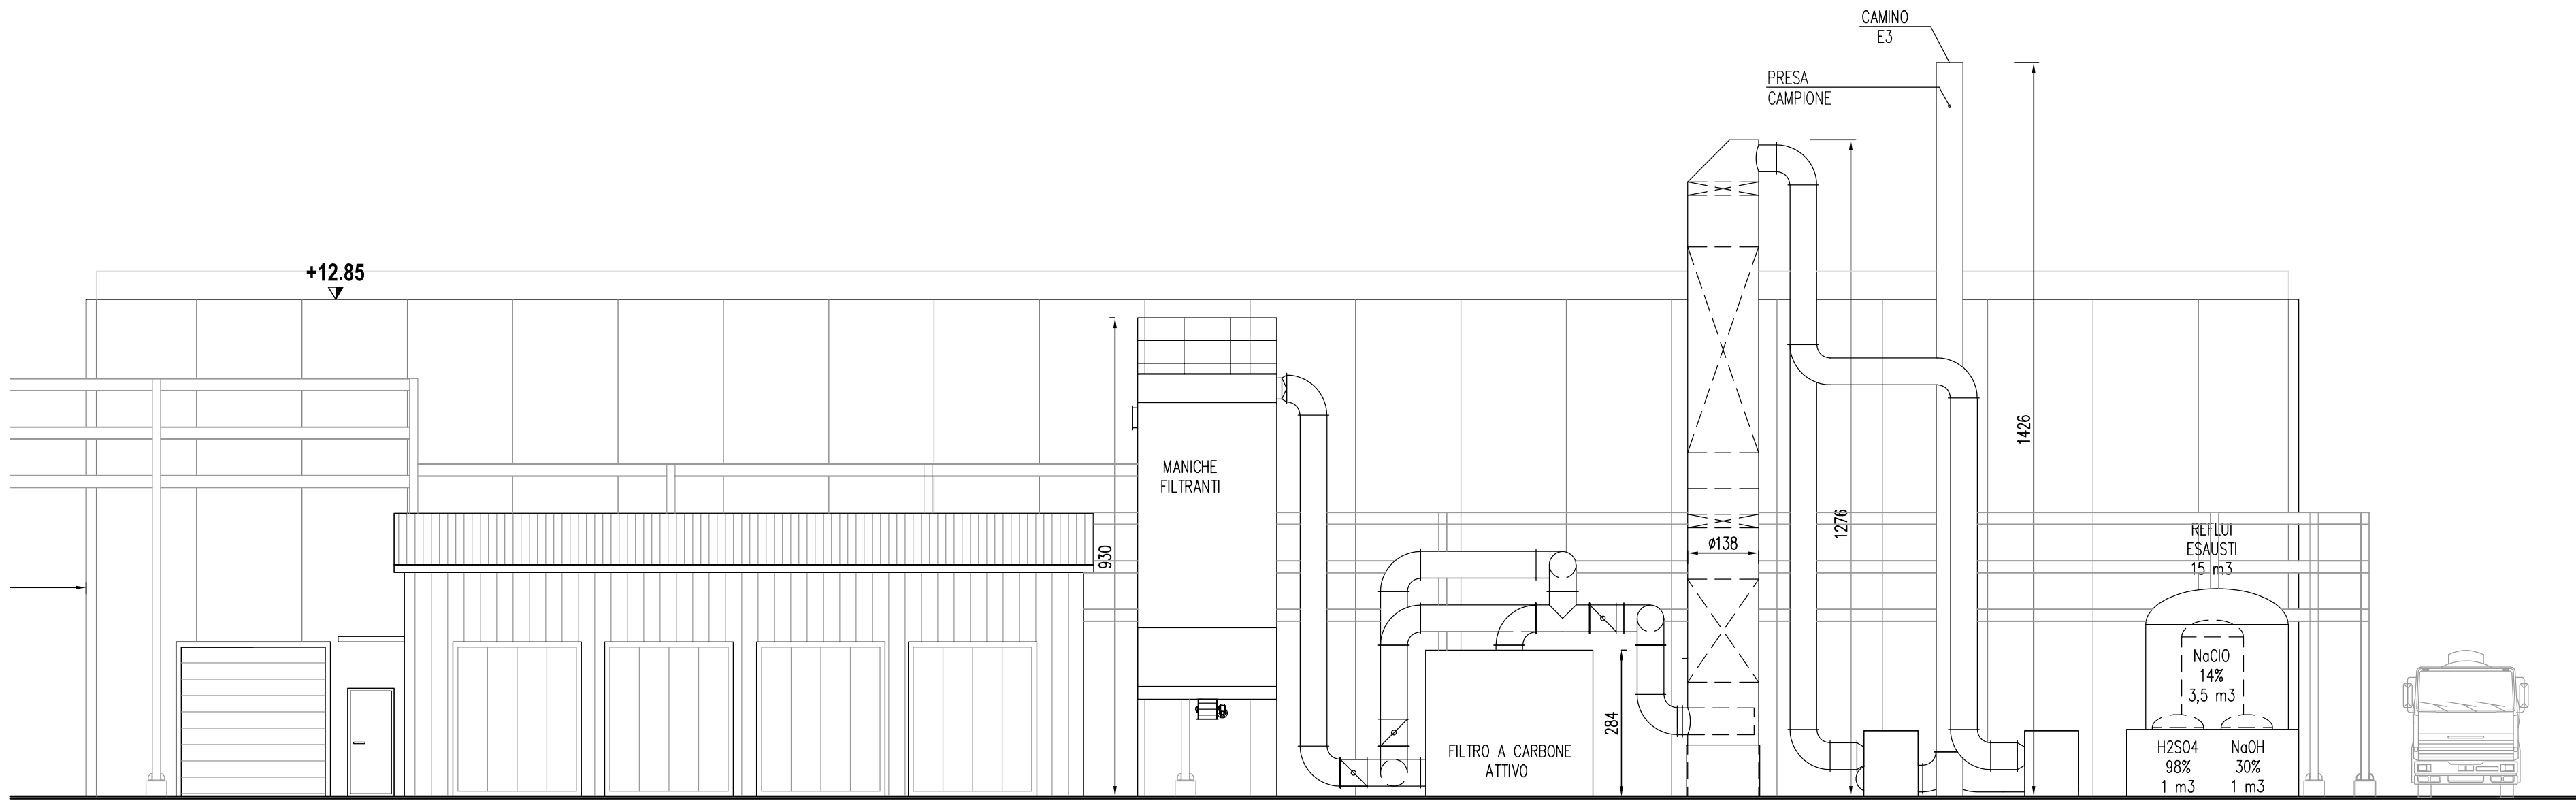 CAMINO
E3
PRESA
CAMPIONE
+12.85
MANICHE
FILTRANTI
930
1426
1276
ø138
REFLUI
ESAUSTI
15 m3
NaClO
14%
3,5 m3
284
FILTRO A CARBONE
ATTIVO
H2SO4
98%
1 m3
NaOH
30%
1 m3